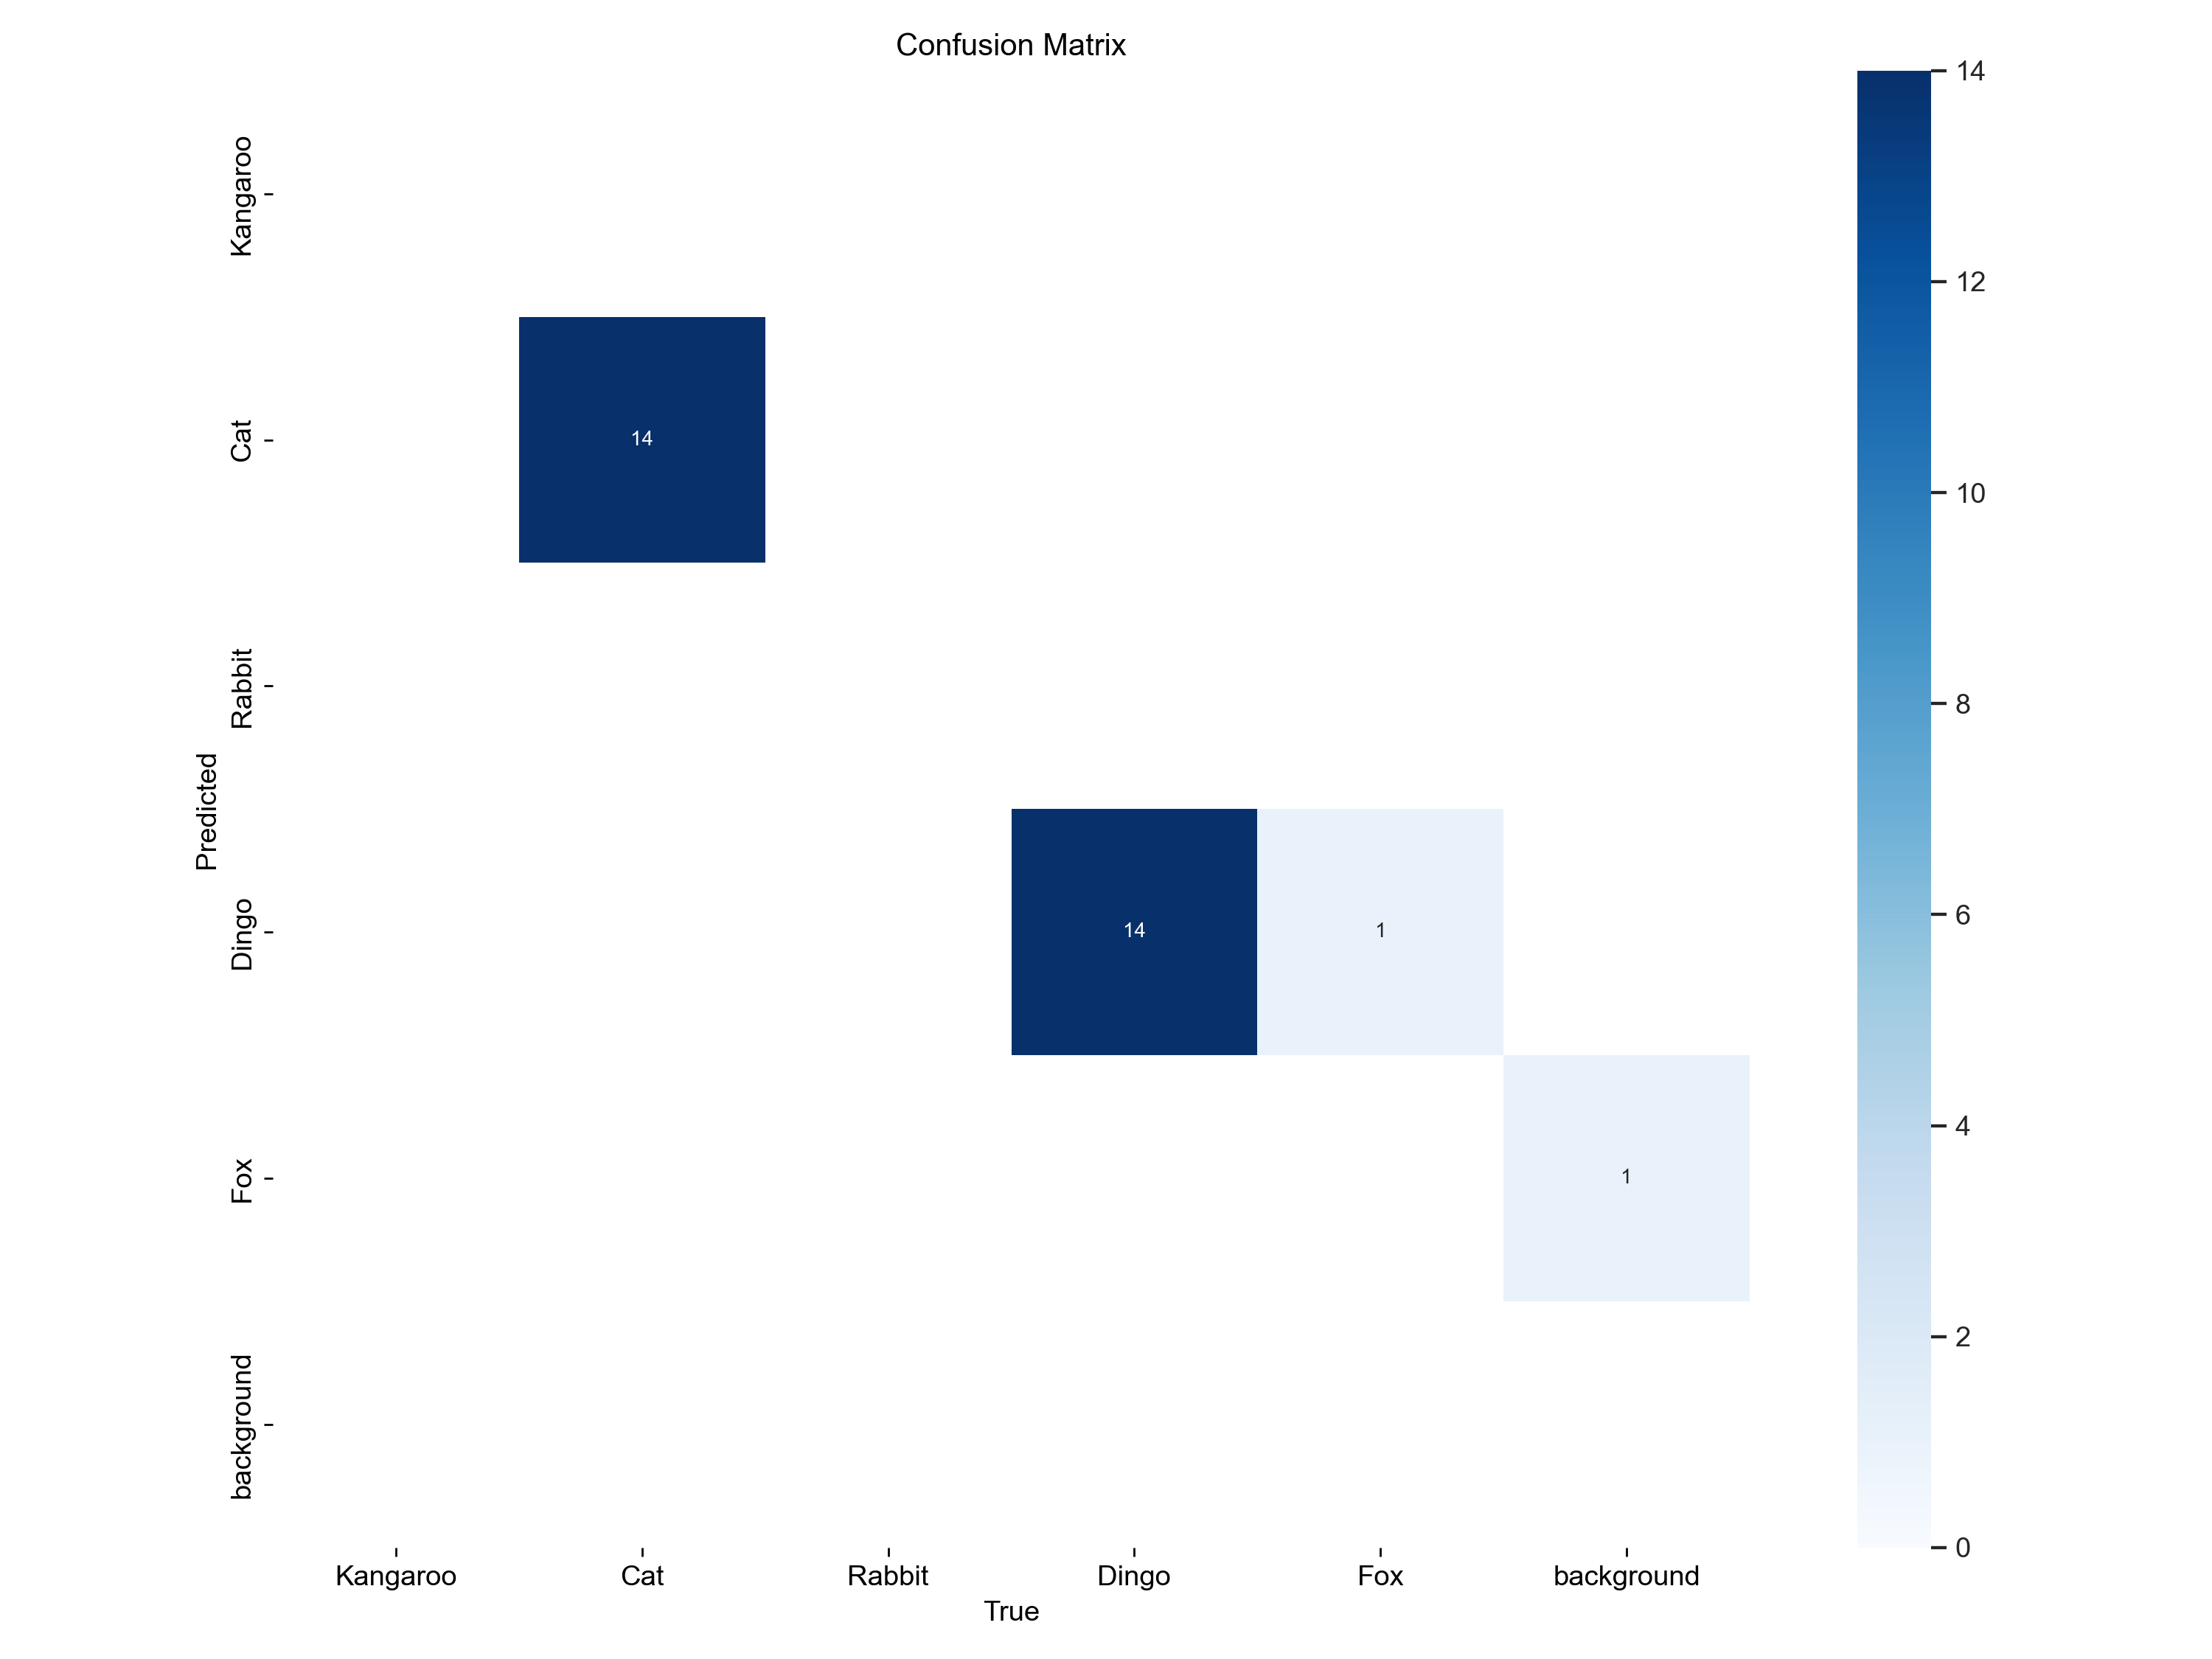 Confusion Matrix
Kangaroo
Cat
Rabbit
Dingo
Fox
background
Predicted
14
14
1
1
Kangaroo
Cat
Rabbit
Dingo
Fox
background
True
14
12
10
8
6
4
2
0